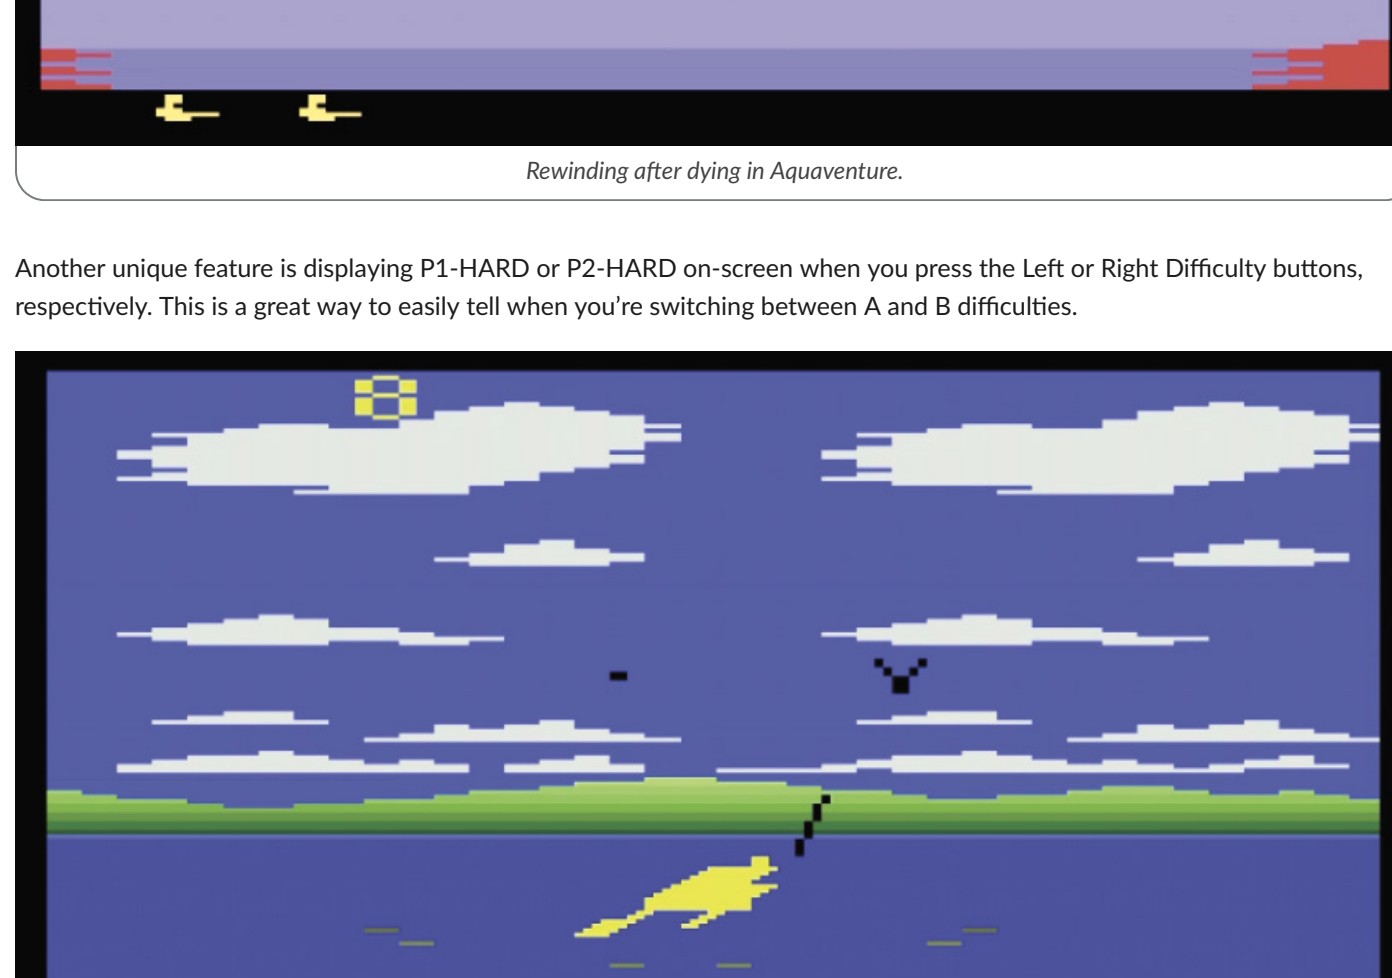 Rewinding after dying in Aquaventure.
Another unique feature is displaying P1-HARD or P2-HARD on-screen when you press the Left or Right Difficulty buttons,
respectively. This is a great way to easily tell when you’re switching between A and B difficulties.